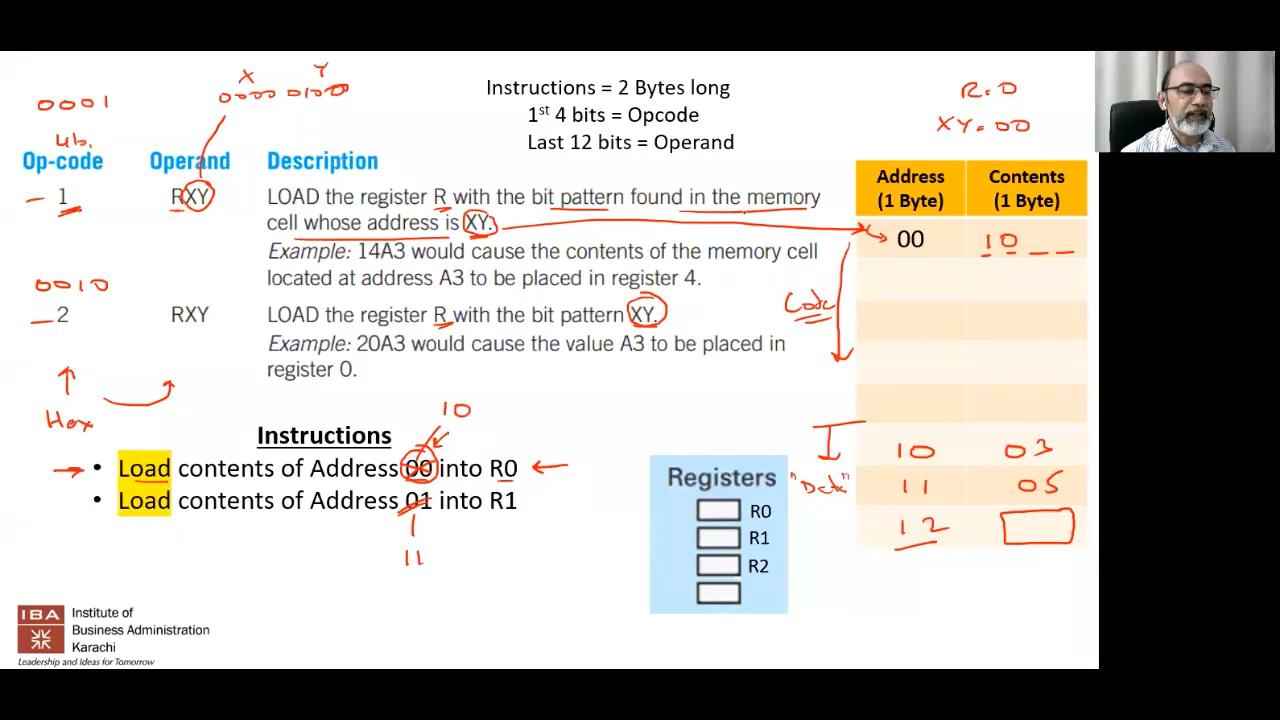 X Y
0000 0100
0001
4b.
Instructions = 2 Bytes long
1st 4 bits = Opcode
Last 12 bits = Operand
R=0
XY=00
Op-code Operand Description
1 RXY LOAD the register R with the bit pattern found in the memory
cell whose address is XY.
Example: 14A3 would cause the contents of the memory cell
located at address A3 to be placed in register 4.
0010
2 RXY LOAD the register R with the bit pattern XY.
Example: 20A3 would cause the value A3 to be placed in
register 0.
Hex
10
Instructions
• Load contents of Address 00 into R0
• Load contents of Address 01 into R1
11
Address Contents
(1 Byte) (1 Byte)
00 10 _ _
Code
10 03
"Data" 11 05
12
Registers
R0
R1
R2
IBA
Institute of
Business Administration
Karachi
Leadership and Ideas for Tomorrow